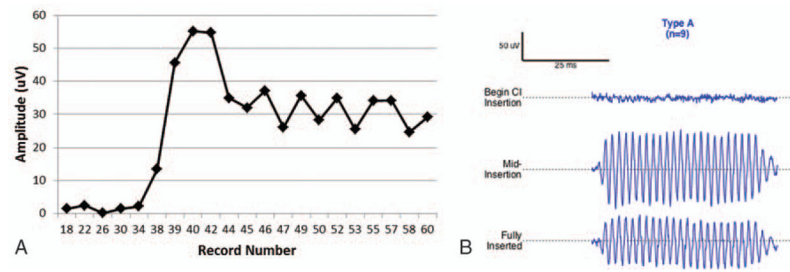 60
50
40
30
20
10
0
Amplitude (uV)
18 22 26 30 34 38 39 40 42 44 45 46 47 49 50 52 53 55 57 58 60
Record Number
A
Type A
(n=9)
50 uV
25 ms
Begin CI
Insertion
Mid-
Insertion
Fully
Inserted
B